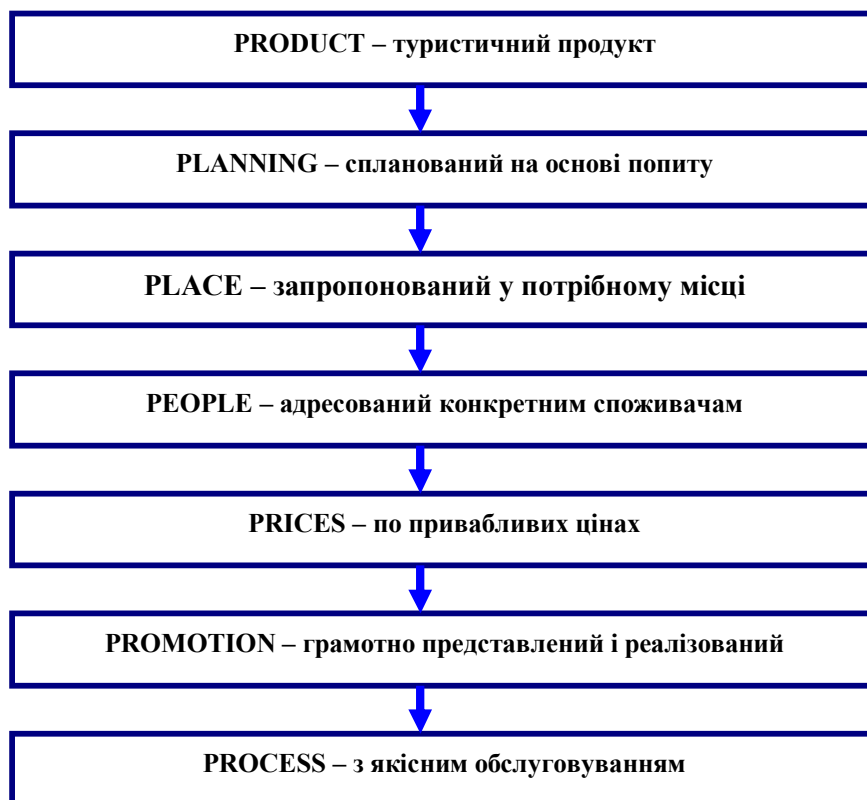 PRODUCT – туристичний продукт
PLANNING – спланований на основі попиту
PLACE – запропонований у потрібному місці
PEOPLE – адресований конкретним споживачам
PRICES – по привабливих цінах
PROMOTION – грамотно представлений і реалізований
PROCESS – з якісним обслуговуванням